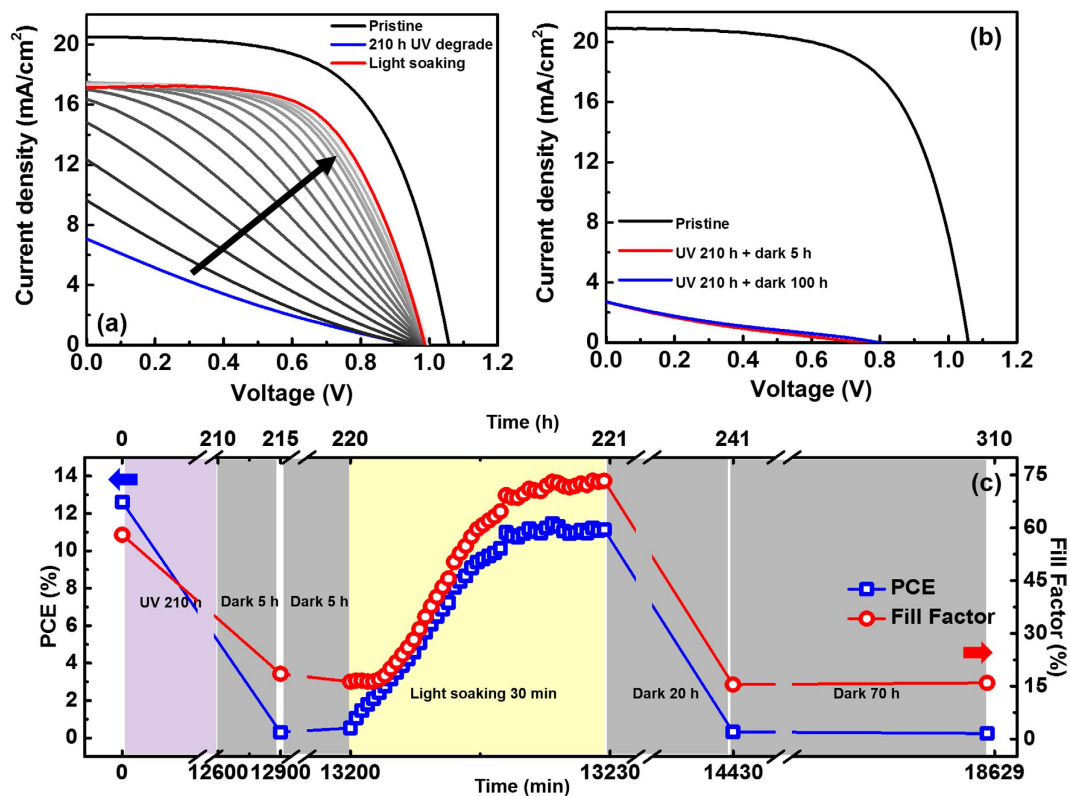 Current density (mA/cm²)
20
16
12
8
4
0
Pristine
210 h UV degrade
Light soaking
(a)
0.0 0.2 0.4 0.6 0.8 1.0 1.2
Voltage (V)
Current density (mA/cm²)
20
16
12
8
4
0
(b)
Pristine
UV 210 h + dark 5 h
UV 210 h + dark 100 h
0.0 0.2 0.4 0.6 0.8 1.0 1.2
Voltage (V)
Time (h)
0 210 215 220 221 241 310
PCE (%)
14
12
10
8
6
4
2
0
(c)
UV 210 h
Dark 5 h
Dark 5 h
Light soaking 30 min
Dark 20 h
Dark 70 h
PCE
Fill Factor
75
60
45
30
15
0
Fill Factor (%)
0 12600 12900 13200 13230 14430 18629
Time (min)